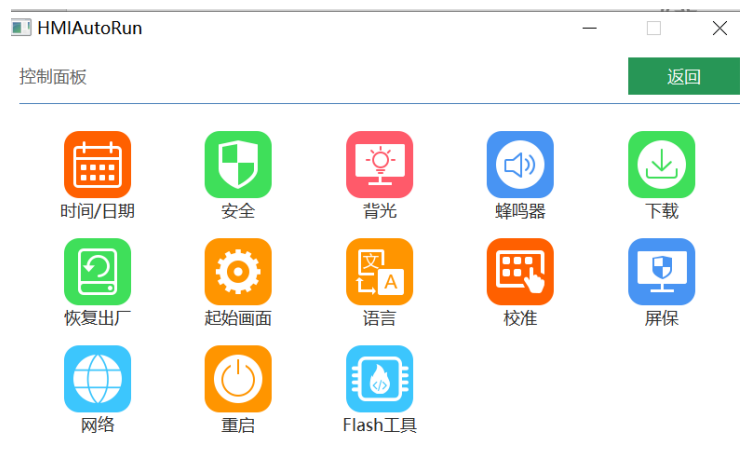 HMIAutoRun
控制面板
返回
时间/日期
安全
背光
蜂鸣器
下载
恢复出厂
起始画面
文
A
语言
校准
屏保
网络
重启
</>
Flash工具